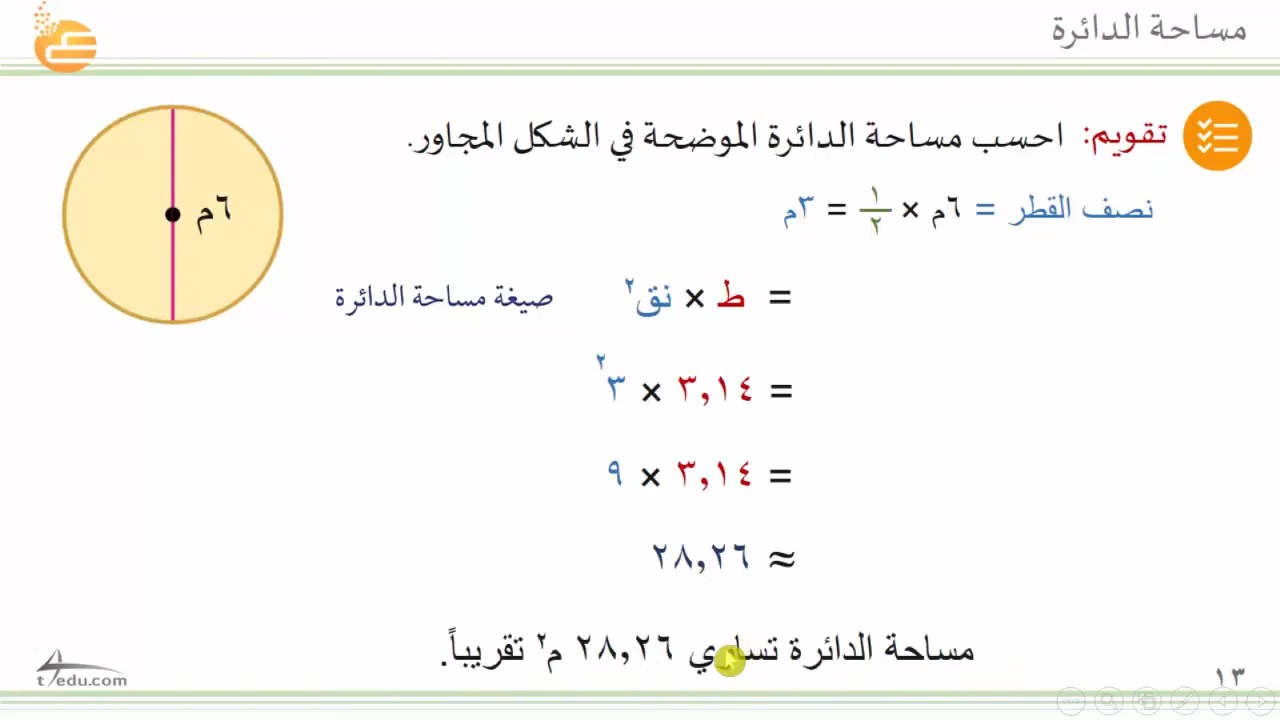 مساحة الدائرة
تقويم: احسب مساحة الدائرة الموضحة في الشكل المجاور.
٦م
نصف القطر = ٦م × ١/٢ = ٣م
= ط × نق٢ صيغة مساحة الدائرة
= ٣,١٤ × ٣٢
= ٣,١٤ × ٩
≈ ٢٨,٢٦
مساحة الدائرة تساوي ٢٨,٢٦ م٢ تقريباً.
t4edu.com
١٣